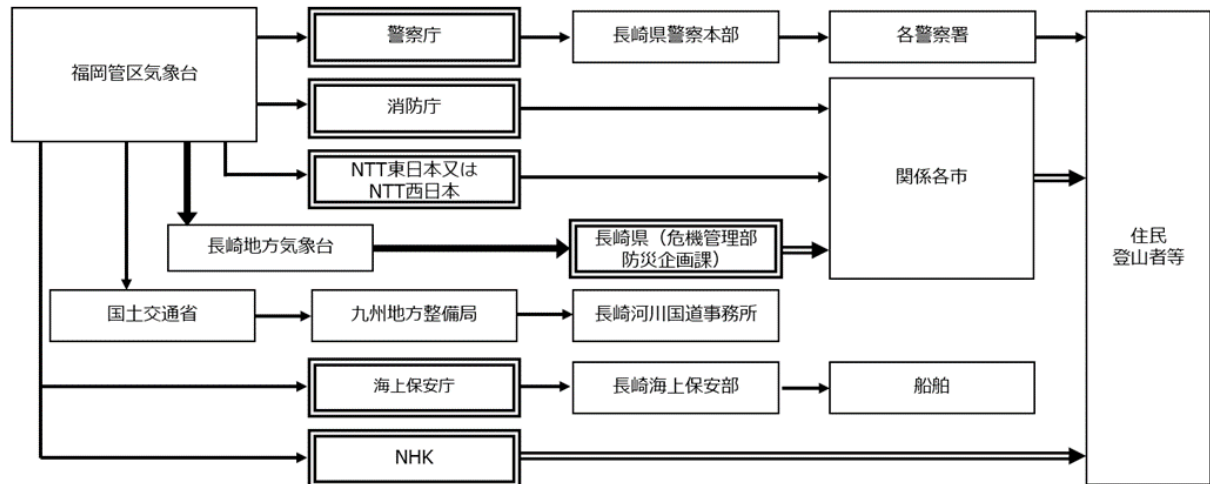 福岡管区気象台
警察庁
長崎県警察本部
各警察署
消防庁
NTT東日本又は
NTT西日本
関係各市
長崎地方気象台
長崎県（危機管理部
防災企画課）
住民
登山者等
国土交通省
九州地方整備局
長崎河川国道事務所
海上保安庁
長崎海上保安部
船舶
NHK